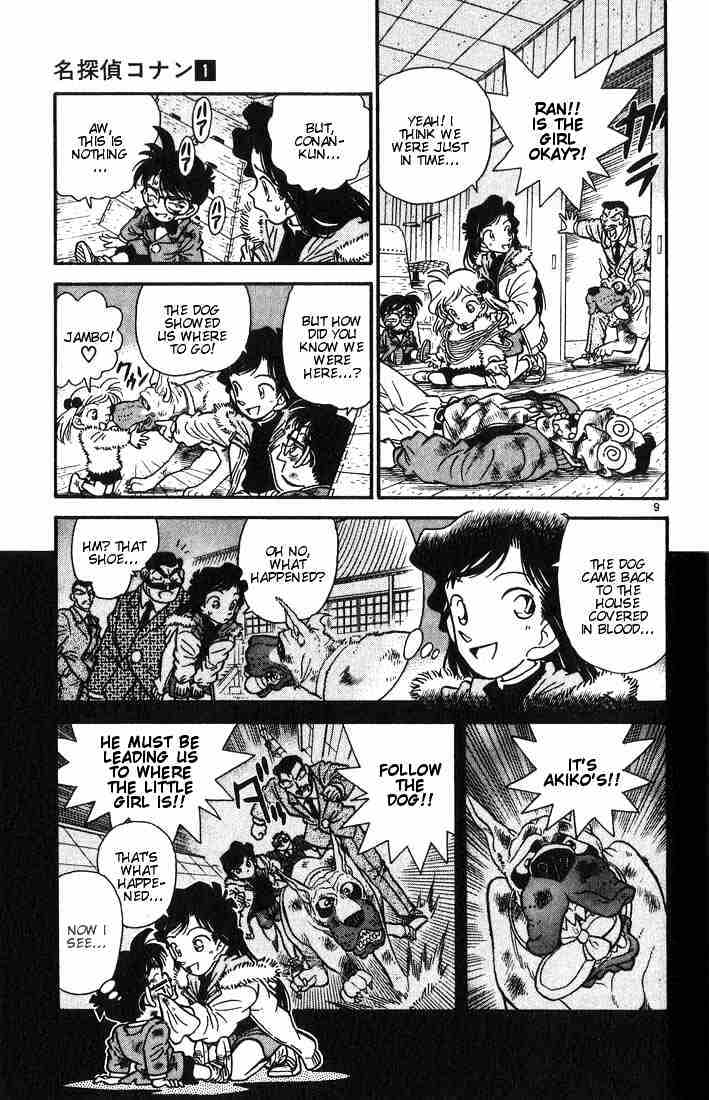 名探偵コナン1
RAN!!
IS THE
GIRL
OKAY?!
YEAH! I
THINK WE
WERE JUST
IN TIME...
BUT,
CONAN-
KUN...
AW,
THIS IS
NOTHING
...
BUT HOW
DID YOU
KNOW WE
WERE
HERE...?
THE DOG
SHOWED
US WHERE
TO GO!
JAMBO!
♡
9
THE DOG
CAME BACK
TO THE
HOUSE
COVERED
IN BLOOD...
OH NO,
WHAT
HAPPENED?
HM? THAT
SHOE...
IT'S
AKIKO'S!!
FOLLOW
THE
DOG!!
HE MUST BE
LEADING US
TO WHERE
THE LITTLE
GIRL IS!!
THAT'S
WHAT
HAPPE-
NED...
NOW I
SEE...